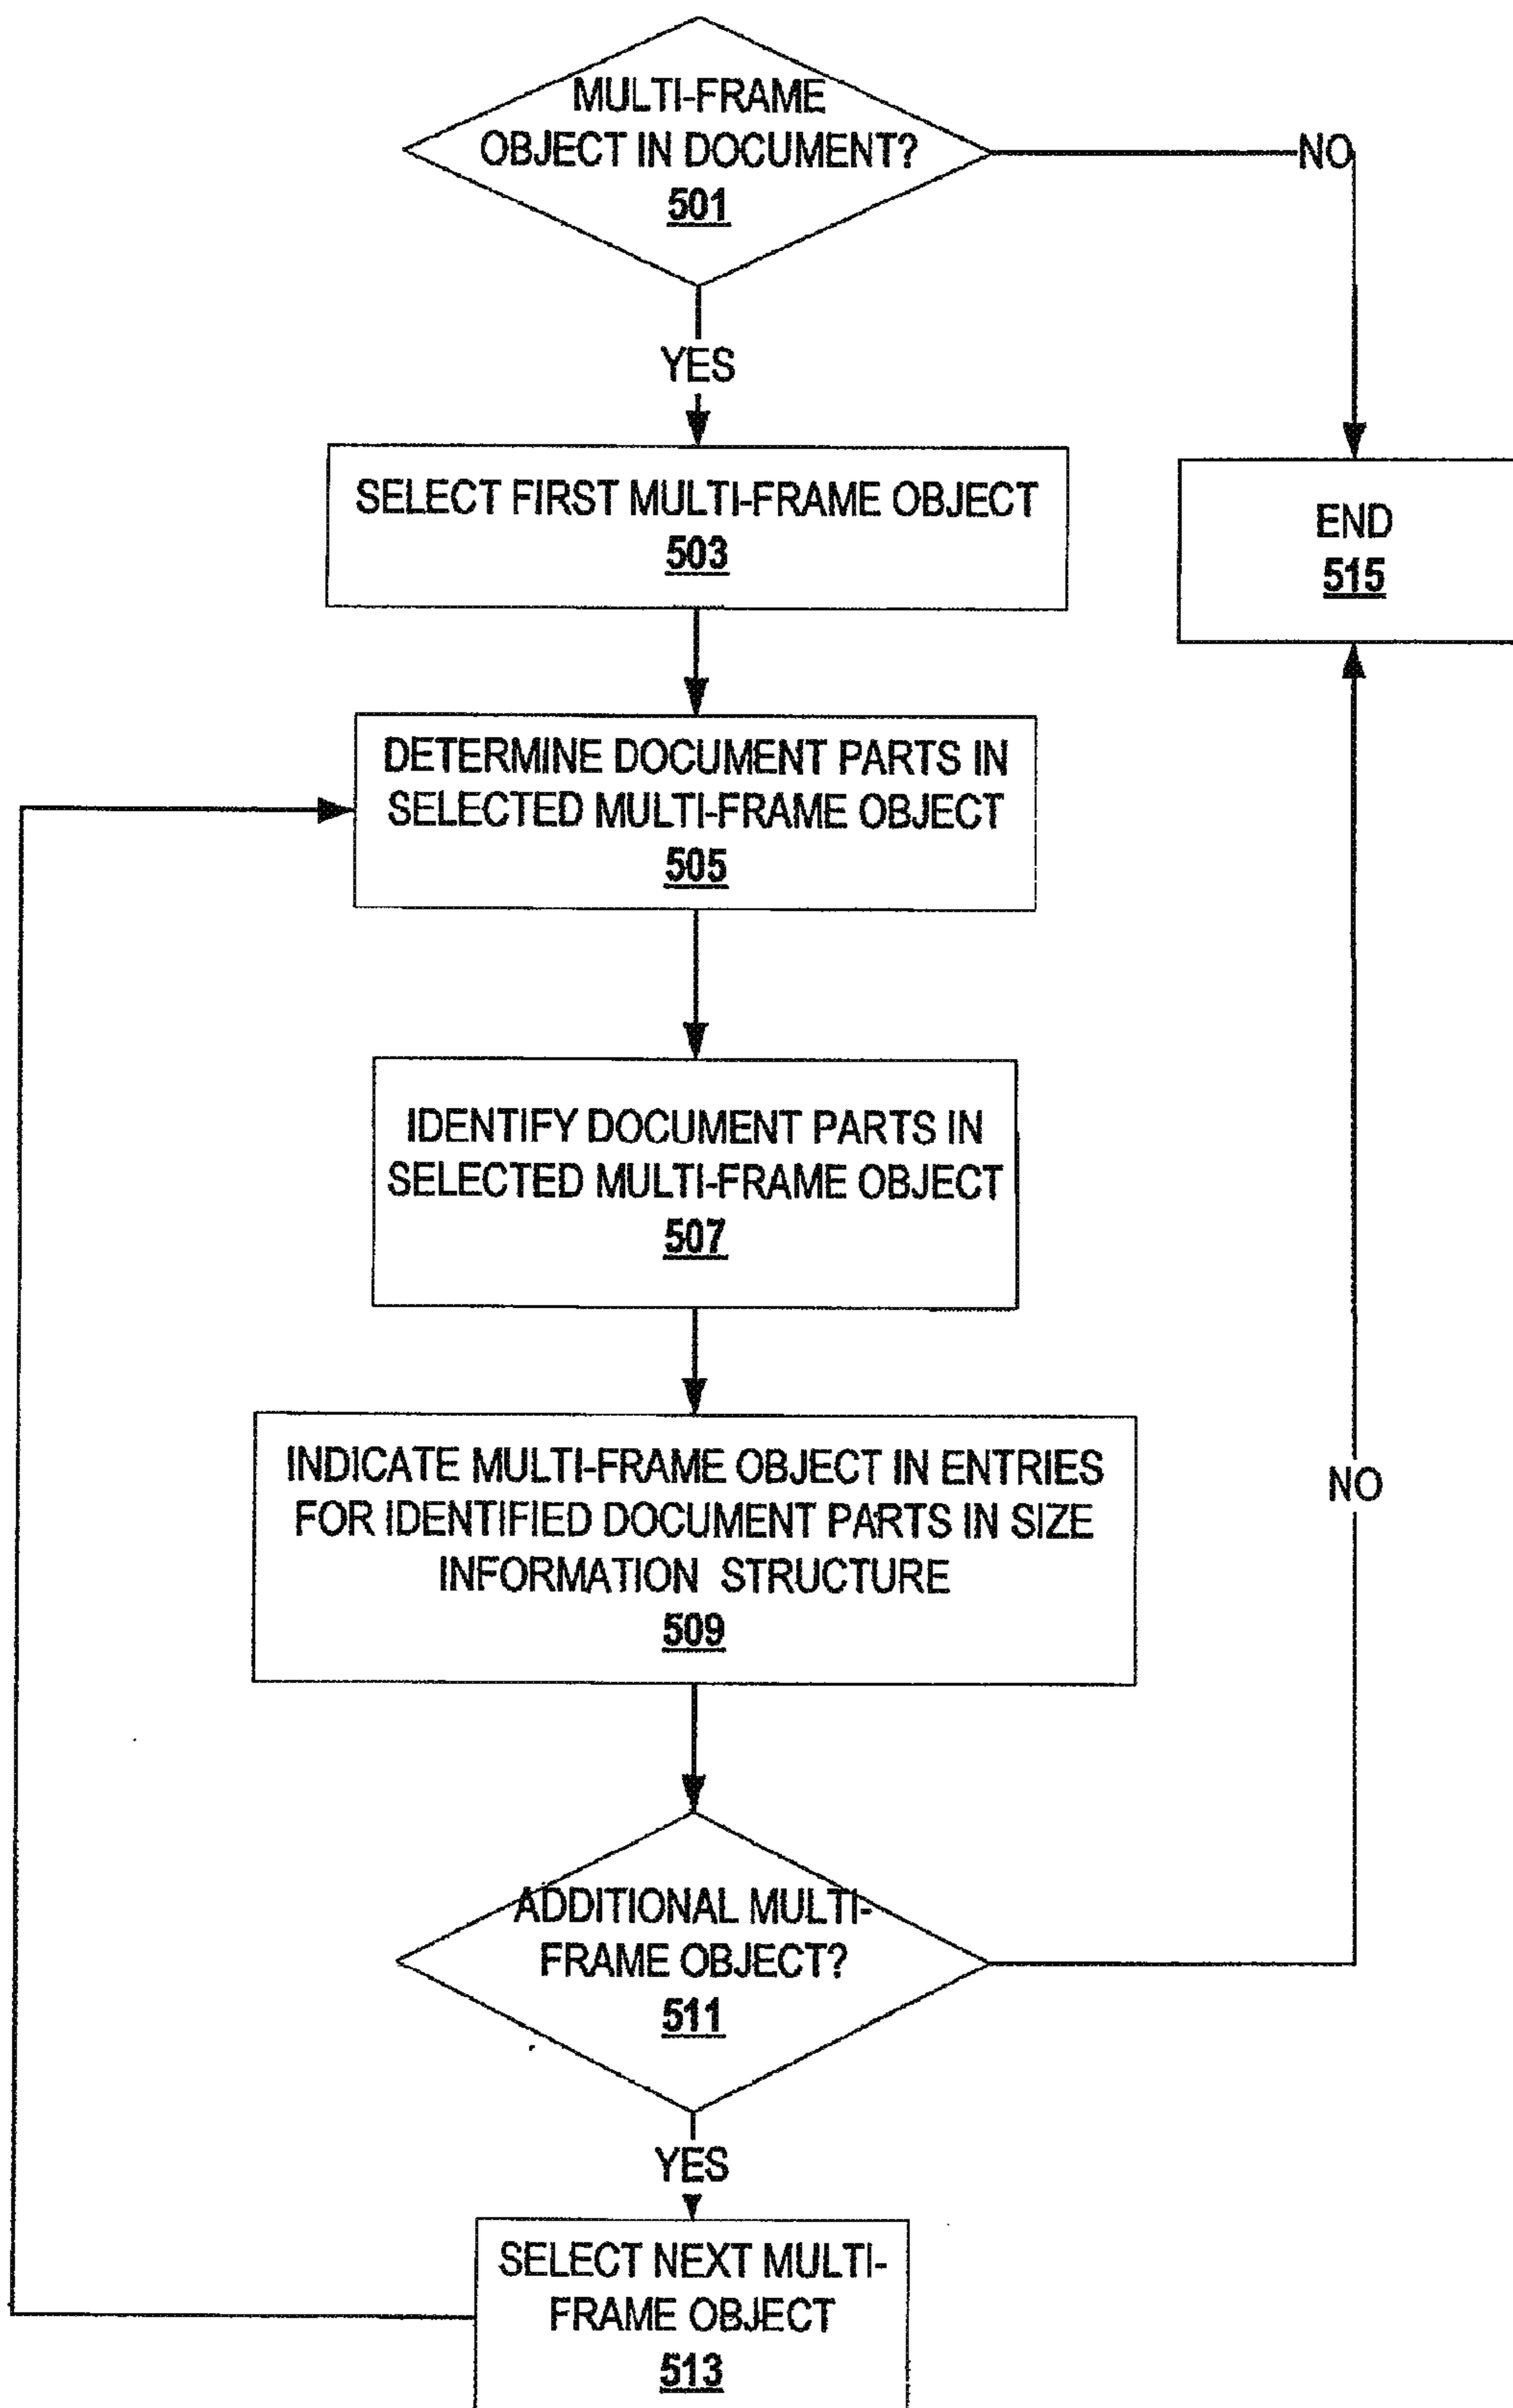 MULTI-FRAME
OBJECT IN DOCUMENT?
501
NO
YES
SELECT FIRST MULTI-FRAME OBJECT
503
END
515
DETERMINE DOCUMENT PARTS IN
SELECTED MULTI-FRAME OBJECT
505
IDENTIFY DOCUMENT PARTS IN
SELECTED MULTI-FRAME OBJECT
507
INDICATE MULTI-FRAME OBJECT IN ENTRIES
FOR IDENTIFIED DOCUMENT PARTS IN SIZE
INFORMATION STRUCTURE
509
NO
ADDITIONAL MULTI-
FRAME OBJECT?
511
YES
SELECT NEXT MULTI-
FRAME OBJECT
513